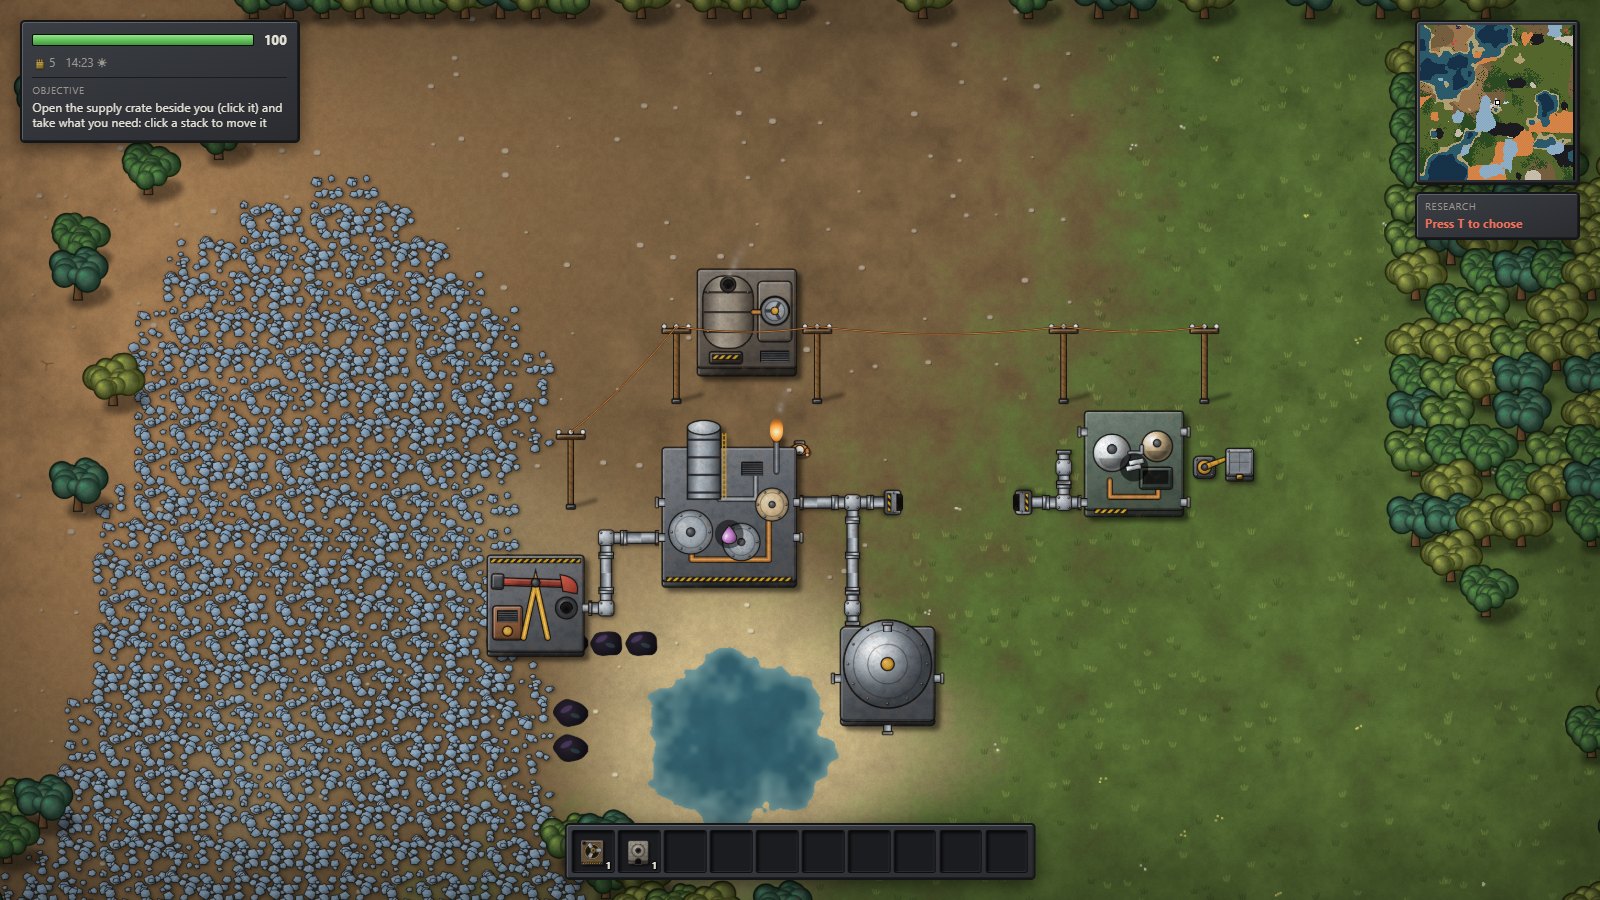 100
5 14:23
OBJECTIVE
Open the supply crate beside you (click it) and
take what you need: click a stack to move it
RESEARCH
Press T to choose
1
1